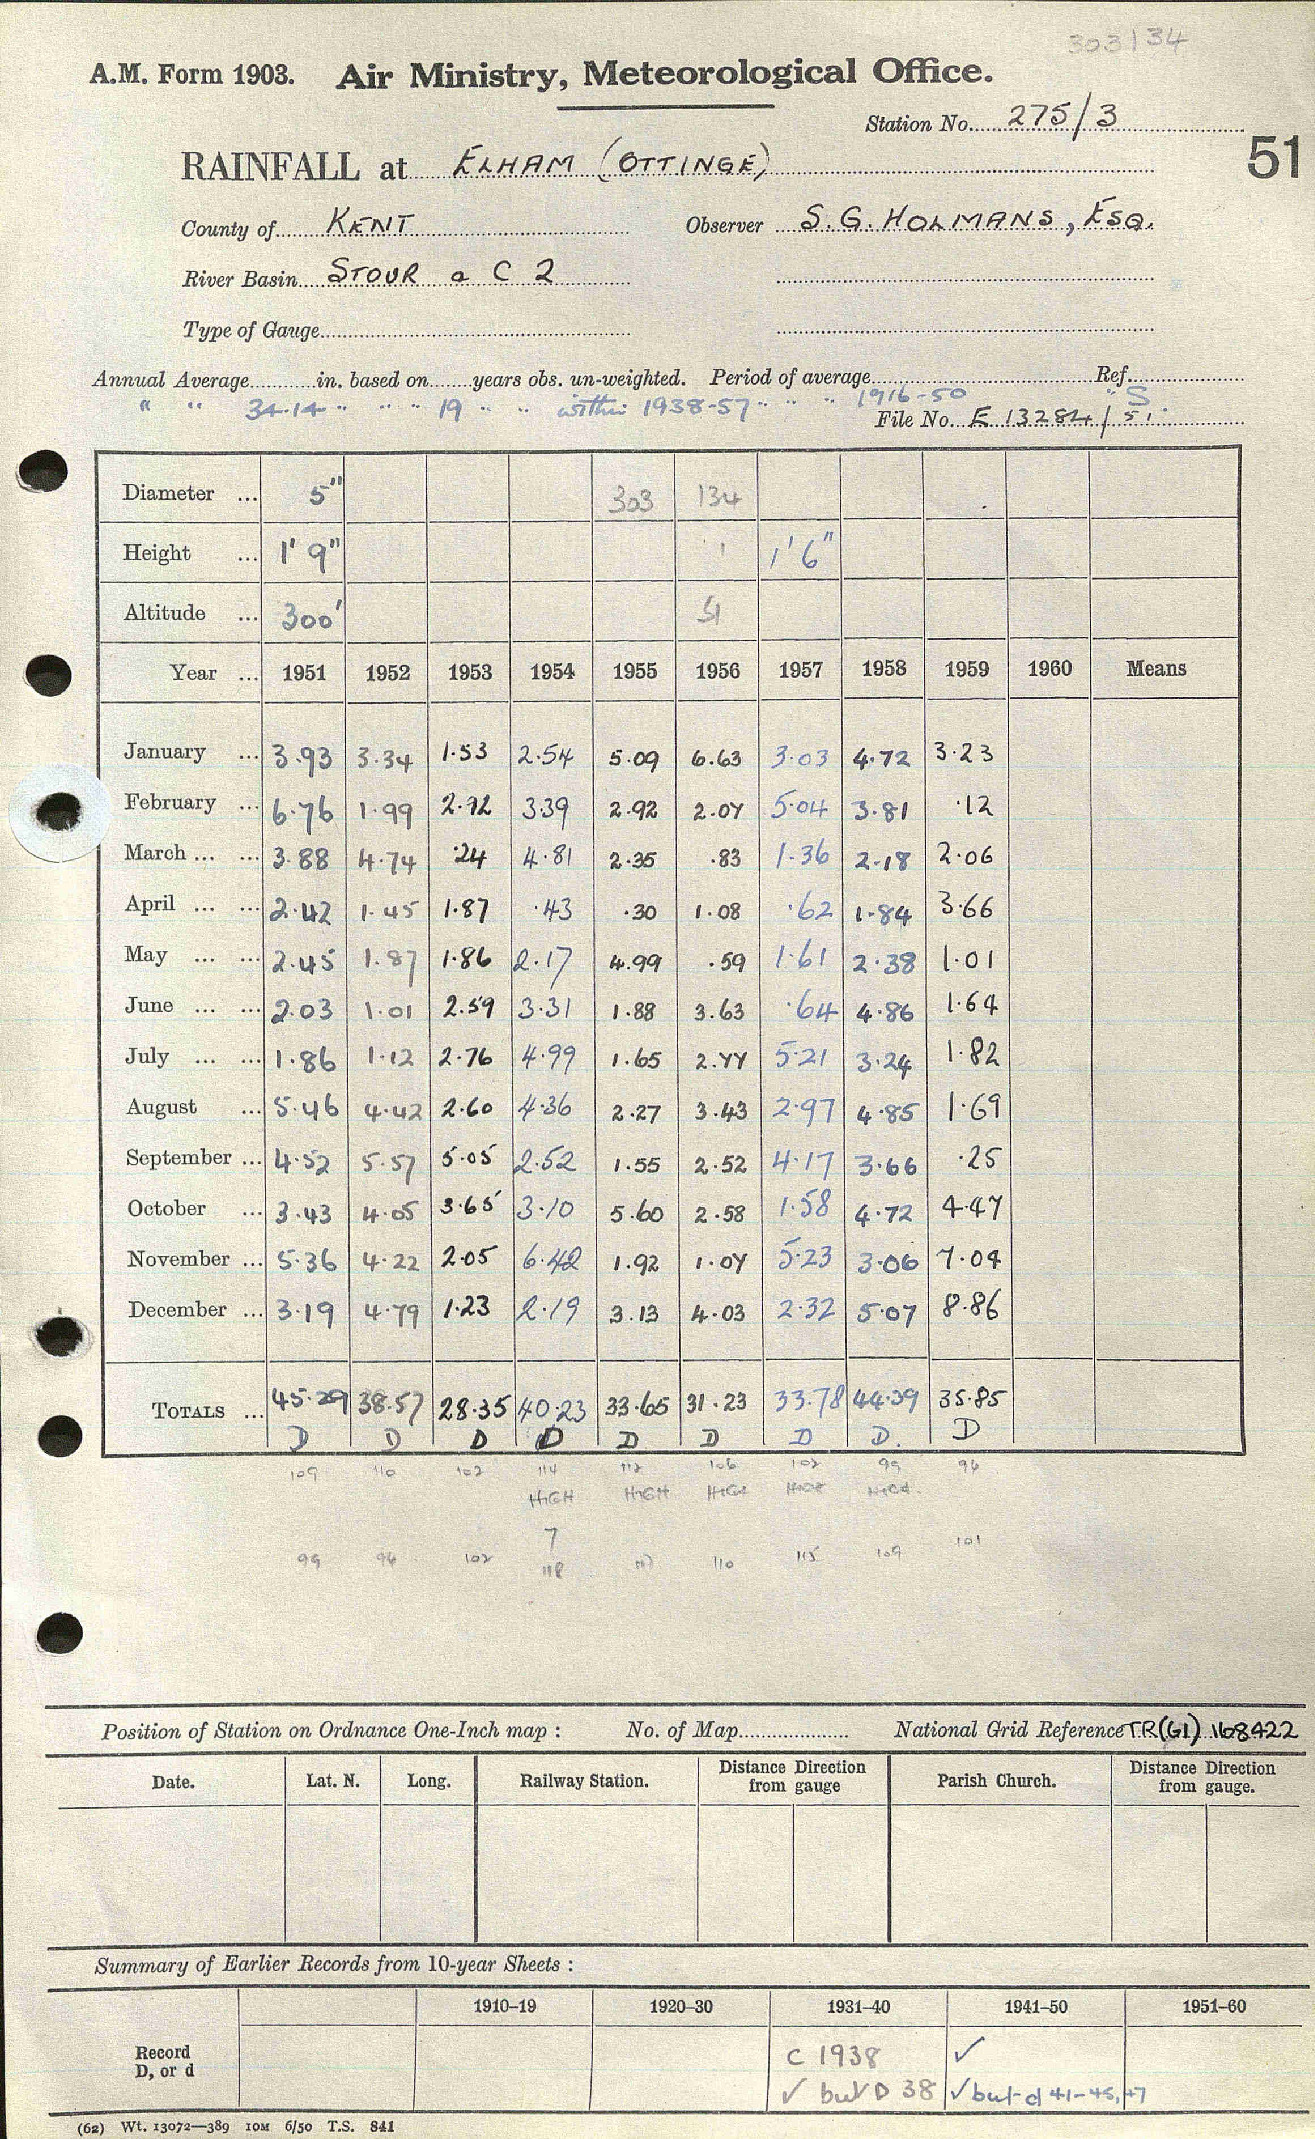 303/34
A.M. Form 1903. Air Ministry, Meteorological Office.
Station No. 275/3
51
RAINFALL at ELHAM (OTTINGE)
County of KENT Observer S.G. HOLMANS, ESQ.
River Basin STOUR a C 2
Type of Gauge
Annual Average in. based on years obs. un-weighted. Period of average Ref.
" " 34.14 " " " 19 " " within 1938-57 " " " 1916-50 " S
File No. E 13284/51
Diameter ... 5" 303 134
Height ... 1' 9" 1' 6"
Altitude ... 300' 51
Year ... 1951 1952 1953 1954 1955 1956 1957 1958 1959 1960 Means
January ... 3.93 3.34 1.53 2.54 5.09 6.63 3.03 4.72 3.23
February ... 6.76 1.99 2.92 3.39 2.92 2.07 5.04 3.81 .12
March ... ... 3.88 4.74 .24 4.81 2.35 .83 1.36 2.18 2.06
April ... ... 2.42 1.45 1.87 .43 .30 1.08 .62 1.84 3.66
May ... ... 2.45 1.87 1.86 2.17 4.99 .59 1.61 2.38 1.01
June ... ... 2.03 1.01 2.59 3.31 1.88 3.63 .64 4.86 1.64
July ... ... 1.86 1.12 2.76 4.99 1.65 2.77 5.21 3.24 1.82
August ... 5.46 4.42 2.60 4.36 2.27 3.43 2.97 4.85 1.69
September ... 4.52 5.57 5.05 2.52 1.55 2.52 4.17 3.66 .25
October ... 3.43 4.05 3.65 3.10 5.60 2.58 1.58 4.72 4.47
November ... 5.36 4.22 2.05 6.42 1.92 1.07 5.23 3.06 7.04
December ... 3.19 4.79 1.23 2.19 3.13 4.03 2.32 5.07 8.86
TOTALS ... 45.29 38.57 28.35 40.23 33.65 31.23 33.78 44.39 35.85
D D D D D D D D. D
109 110 102 114 112 106 102 99 96
HIGH HIGH HIGH HIGH
7
99 96 102 118 117 110 115 109 101
Position of Station on Ordnance One-Inch map : No. of Map National Grid Reference TR(61) 168422
Date. Lat. N. Long. Railway Station. Distance Direction from gauge Parish Church. Distance Direction from gauge.
Summary of Earlier Records from 10-year Sheets :
1910–19 1920–30 1931–40 1941–50 1951–60
Record D, or d
C 1938 ✓
✓ but D 38 ✓ but d 41-45, 47
(62) Wt. 13072—389 10M 6/50 T.S. 841